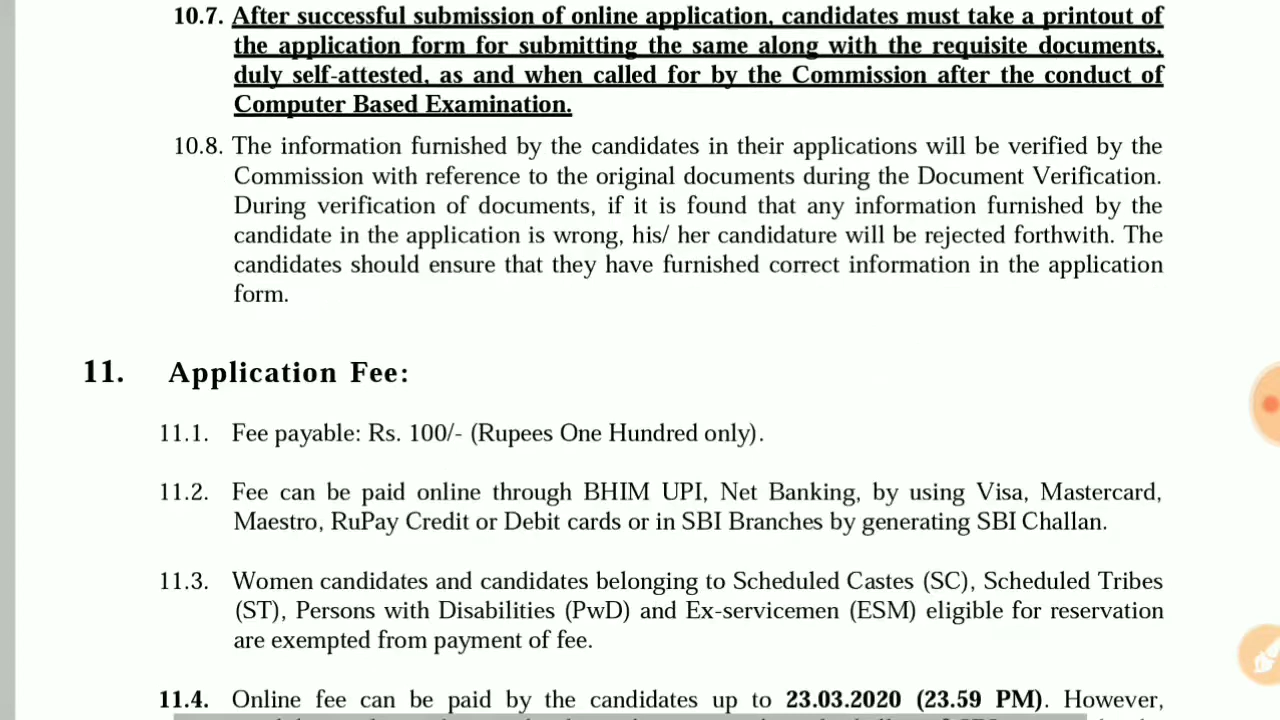 10.7. After successful submission of online application, candidates must take a printout of
the application form for submitting the same along with the requisite documents,
duly self-attested, as and when called for by the Commission after the conduct of
Computer Based Examination.
10.8. The information furnished by the candidates in their applications will be verified by the
Commission with reference to the original documents during the Document Verification.
During verification of documents, if it is found that any information furnished by the
candidate in the application is wrong, his/ her candidature will be rejected forthwith. The
candidates should ensure that they have furnished correct information in the application
form.
11. Application Fee:
11.1. Fee payable: Rs. 100/- (Rupees One Hundred only).
11.2. Fee can be paid online through BHIM UPI, Net Banking, by using Visa, Mastercard,
Maestro, RuPay Credit or Debit cards or in SBI Branches by generating SBI Challan.
11.3. Women candidates and candidates belonging to Scheduled Castes (SC), Scheduled Tribes
(ST), Persons with Disabilities (PwD) and Ex-servicemen (ESM) eligible for reservation
are exempted from payment of fee.
11.4. Online fee can be paid by the candidates up to 23.03.2020 (23.59 PM). However,